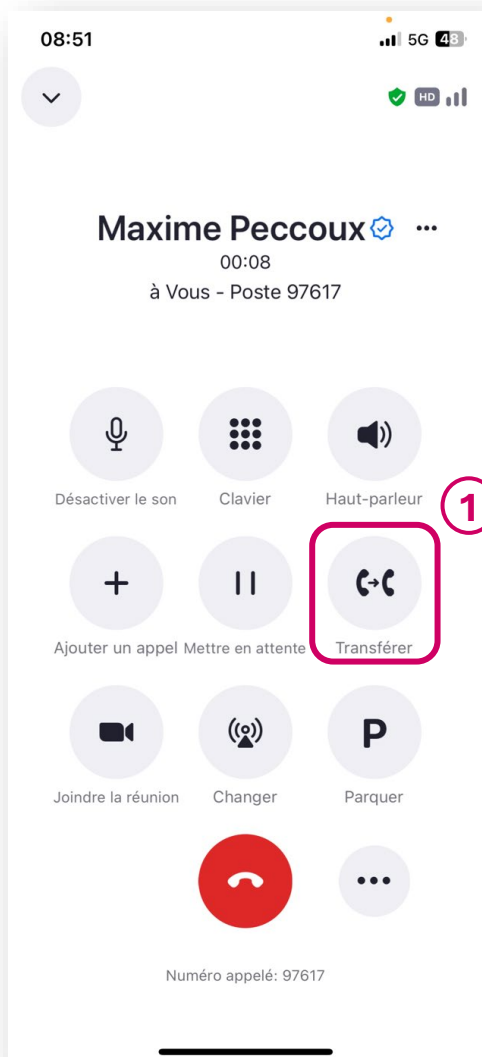 08:51
5G 48
HD
Maxime Peccoux
00:08
à Vous - Poste 97617
Désactiver le son Clavier Haut-parleur
1
Ajouter un appel Mettre en attente Transférer
P
Joindre la réunion Changer Parquer
Numéro appelé: 97617